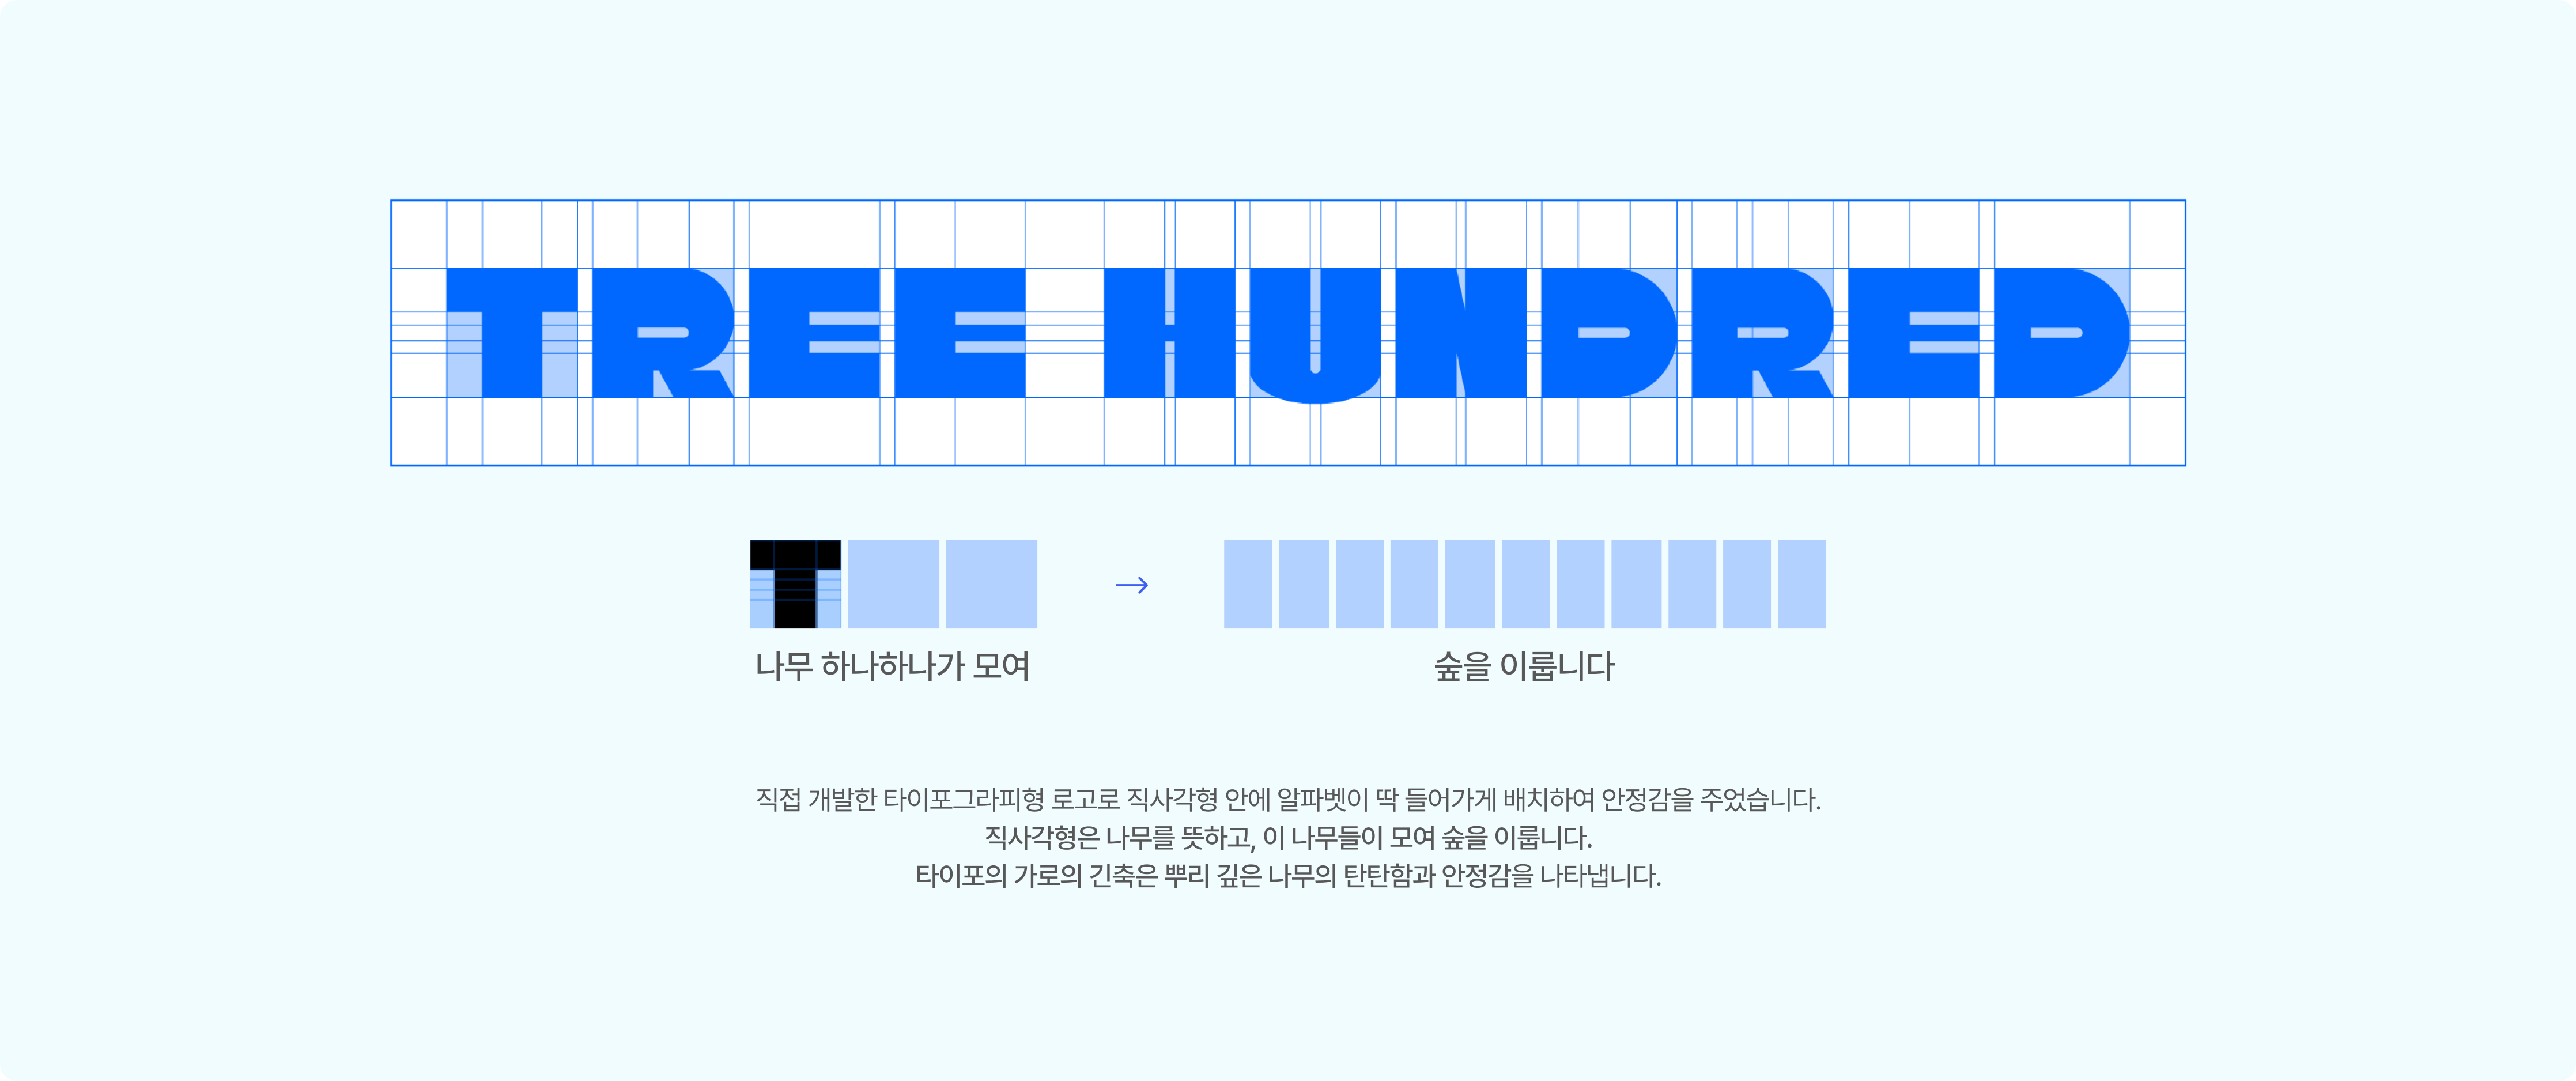 TREE HUNDRED
T
나무 하나하나가 모여 → 숲을 이룹니다
직접 개발한 타이포그라피형 로고로 직사각형 안에 알파벳이 딱 들어가게 배치하여 안정감을 주었습니다.
직사각형은 나무를 뜻하고, 이 나무들이 모여 숲을 이룹니다.
타이포의 가로의 긴축은 뿌리 깊은 나무의 탄탄함과 안정감을 나타냅니다.